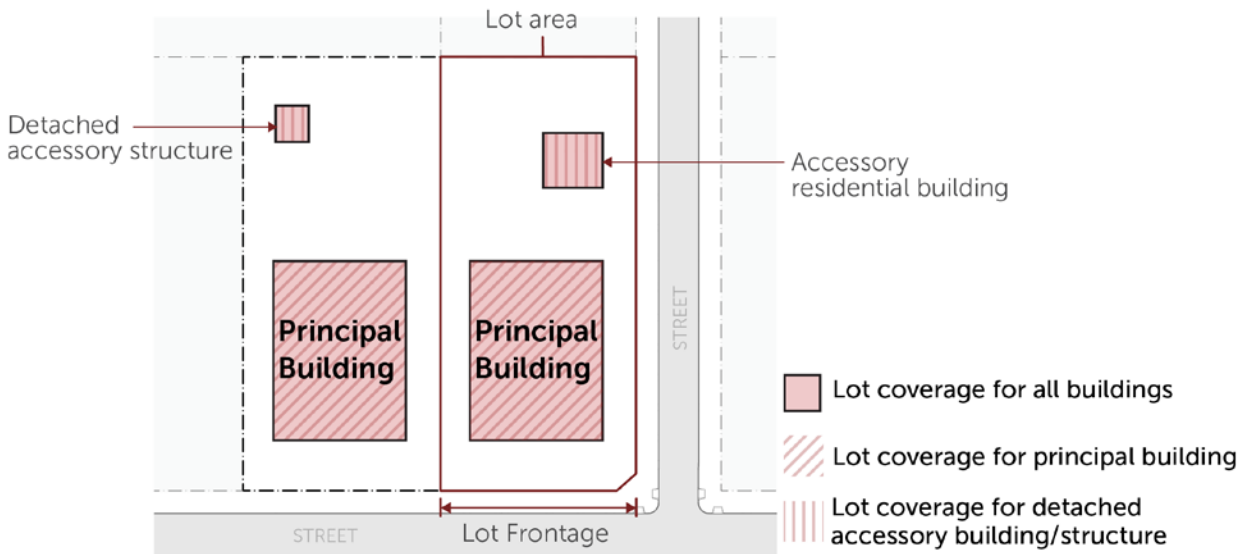 Lot area
Detached
accessory structure
Accessory
residential building
Principal
Building
Principal
Building
STREET
Lot coverage for all buildings
Lot coverage for principal building
Lot coverage for detached
accessory building/structure
STREET
Lot Frontage